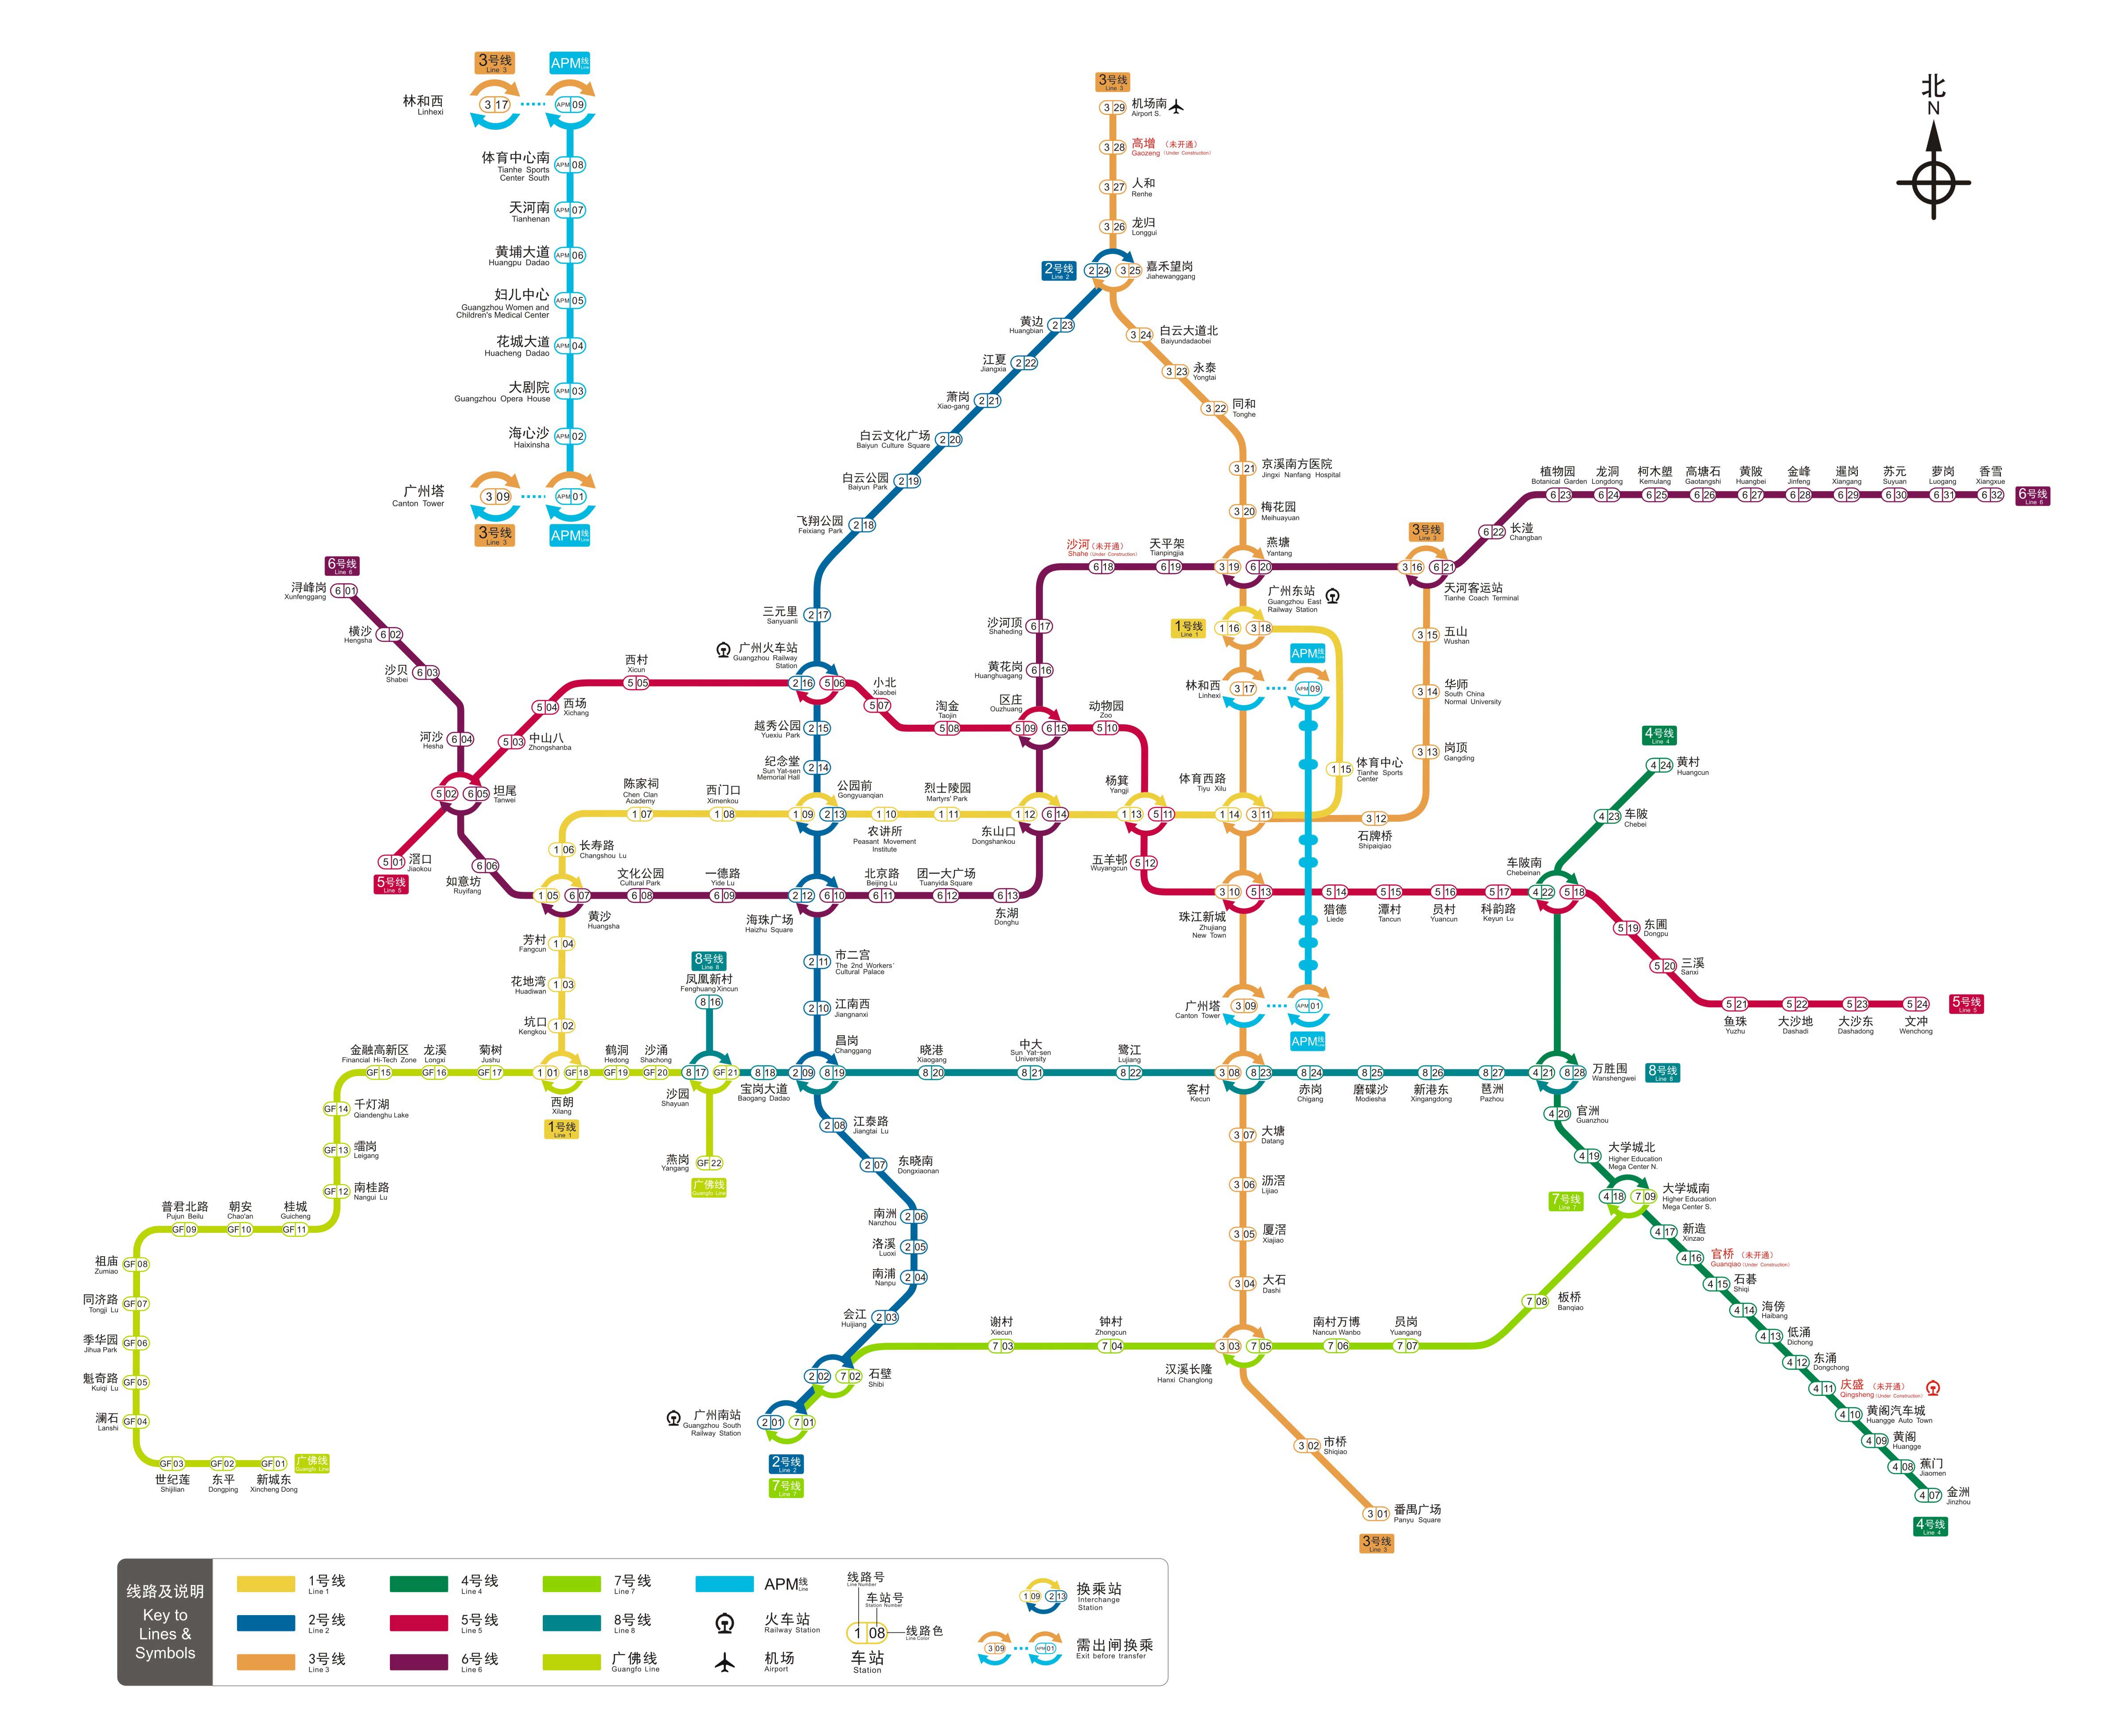 3号线
Line 3
APM线
Line
林和西
Linhexi
3 17
APM 09
体育中心南
Tianhe Sports
Center South
APM 08
天河南
Tianhenan
APM 07
黄埔大道
Huangpu Dadao
APM 06
妇儿中心
Guangzhou Women and
Children's Medical Center
APM 05
花城大道
Huacheng Dadao
APM 04
大剧院
Guangzhou Opera House
APM 03
海心沙
Haixinsha
APM 02
广州塔
Canton Tower
3 09
APM 01
3号线
Line 3
APM线
Line
北
N
3号线
Line 3
3 29
机场南
Airport S.
3 28
高增 （未开通）
Gaozeng (Under Construction)
3 27
人和
Renhe
3 26
龙归
Longgui
2号线
Line 2
2 24
3 25
嘉禾望岗
Jiahewanggang
黄边
Huangbian
2 23
江夏
Jiangxia
2 22
萧岗
Xiao-gang
2 21
白云文化广场
Baiyun Culture Square
2 20
白云公园
Baiyun Park
2 19
飞翔公园
Feixiang Park
2 18
三元里
Sanyuanli
2 17
3 24
白云大道北
Baiyundadaobei
3 23
永泰
Yongtai
3 22
同和
Tonghe
3 21
京溪南方医院
Jingxi Nanfang Hospital
3 20
梅花园
Meihuayuan
燕塘
Yantang
3 19
6 20
植物园
Botanical Garden
6 23
龙洞
Longdong
6 24
柯木塱
Kemulang
6 25
高塘石
Gaotangshi
6 26
黄陂
Huangbei
6 27
金峰
Jinfeng
6 28
暹岗
Xiangang
6 29
苏元
Suyuan
6 30
萝岗
Luogang
6 31
香雪
Xiangxue
6 32
6号线
Line 6
6 22
长湴
Changban
3号线
Line 3
3 16
6 21
天河客运站
Tianhe Coach Terminal
沙河（未开通）
Shahe (Under Construction)
6 18
天平架
Tianpingjia
6 19
6号线
Line 6
浔峰岗
Xunfenggang
6 01
横沙
Hengsha
6 02
沙贝
Shabei
6 03
河沙
Hesha
6 04
5 02
6 05
坦尾
Tanwei
5 01
滘口
Jiaokou
5号线
Line 5
6 06
如意坊
Ruyifang
5 03
中山八
Zhongshanba
5 04
西场
Xichang
西村
Xicun
5 05
广州火车站
Guangzhou Railway
Station
2 16
5 06
小北
Xiaobei
5 07
淘金
Taojin
5 08
区庄
Ouzhuang
5 09
6 15
动物园
Zoo
5 10
沙河顶
Shaheding
6 17
黄花岗
Huanghuagang
6 16
广州东站
Guangzhou East
Railway Station
1号线
Line 1
1 16
3 18
林和西
Linhexi
3 17
APM线
Line
APM 09
3 15
五山
Wushan
3 14
华师
South China
Normal University
3 13
岗顶
Gangding
1 15
体育中心
Tianhe Sports
Center
3 12
石牌桥
Shipaiqiao
越秀公园
Yuexiu Park
2 15
纪念堂
Sun Yat-sen
Memorial Hall
2 14
陈家祠
Chen Clan
Academy
1 07
西门口
Ximenkou
1 08
公园前
Gongyuanqian
1 09
2 13
1 10
农讲所
Peasant Movement
Institute
烈士陵园
Martyrs' Park
1 11
1 12
6 14
东山口
Dongshankou
杨箕
Yangji
1 13
5 11
体育西路
Tiyu Xilu
1 14
3 11
1 06
长寿路
Changshou Lu
五羊邨
Wuyangcun
5 12
1 05
6 07
黄沙
Huangsha
文化公园
Cultural Park
6 08
一德路
Yide Lu
6 09
2 12
6 10
海珠广场
Haizhu Square
北京路
Beijing Lu
6 11
团一大广场
Tuanyida Square
6 12
6 13
东湖
Donghu
3 10
5 13
珠江新城
Zhujiang
New Town
5 14
猎德
Liede
5 15
潭村
Tancun
5 16
员村
Yuancun
5 17
科韵路
Keyun Lu
车陂南
Chebeinan
4 22
5 18
4号线
Line 4
4 24
黄村
Huangcun
4 23
车陂
Chebei
5 19
东圃
Dongpu
5 20
三溪
Sanxi
5 21
鱼珠
Yuzhu
5 22
大沙地
Dashadi
5 23
大沙东
Dashadong
5 24
文冲
Wenchong
5号线
Line 5
芳村
Fangcun
1 04
花地湾
Huadiwan
1 03
坑口
Kengkou
1 02
8号线
Line 8
凤凰新村
Fenghuang Xincun
8 16
2 11
市二宫
The 2nd Workers'
Cultural Palace
2 10
江南西
Jiangnanxi
昌岗
Changgang
2 09
8 19
广州塔
Canton Tower
3 09
APM 01
APM线
Line
金融高新区
Financial Hi-Tech Zone
GF 15
龙溪
Longxi
GF 16
菊树
Jushu
GF 17
1 01
GF 18
西朗
Xilang
1号线
Line 1
鹤洞
Hedong
GF 19
沙涌
Shachong
GF 20
8 17
GF 21
沙园
Shayuan
8 18
宝岗大道
Baogang Dadao
晓港
Xiaogang
8 20
中大
Sun Yat-sen
University
8 21
鹭江
Lujiang
8 22
3 08
8 23
客村
Kecun
8 24
赤岗
Chigang
8 25
磨碟沙
Modiesha
8 26
新港东
Xingangdong
8 27
琶洲
Pazhou
4 21
8 28
万胜围
Wanshengwei
8号线
Line 8
燕岗
Yangang
GF 22
广佛线
Guangfo Line
GF 14
千灯湖
Qiandenghu Lake
GF 13
𧒽岗
Leigang
GF 12
南桂路
Nangui Lu
普君北路
Pujun Beilu
GF 09
朝安
Chao'an
GF 10
桂城
Guicheng
GF 11
祖庙
Zumiao
GF 08
同济路
Tongji Lu
GF 07
季华园
Jihua Park
GF 06
魁奇路
Kuiqi Lu
GF 05
澜石
Lanshi
GF 04
GF 03
世纪莲
Shijilian
GF 02
东平
Dongping
GF 01
新城东
Xincheng Dong
广佛线
Guangfo Line
2 08
江泰路
Jiangtai Lu
2 07
东晓南
Dongxiaonan
南洲
Nanzhou
2 06
洛溪
Luoxi
2 05
南浦
Nanpu
2 04
会江
Huijiang
2 03
2 02
7 02
石壁
Shibi
广州南站
Guangzhou South
Railway Station
2 01
7 01
2号线
Line 2
7号线
Line 7
谢村
Xiecun
7 03
钟村
Zhongcun
7 04
3 07
大塘
Datang
3 06
沥滘
Lijiao
3 05
厦滘
Xiajiao
3 04
大石
Dashi
3 03
7 05
汉溪长隆
Hanxi Changlong
南村万博
Nancun Wanbo
7 06
员岗
Yuangang
7 07
7 08
板桥
Banqiao
3 02
市桥
Shiqiao
3 01
番禺广场
Panyu Square
3号线
Line 3
4 20
官洲
Guanzhou
4 19
大学城北
Higher Education
Mega Center N.
7号线
Line 7
4 18
7 09
大学城南
Higher Education
Mega Center S.
4 17
新造
Xinzao
4 16
官桥 （未开通）
Guanqiao (Under Construction)
4 15
石碁
Shiqi
4 14
海傍
Haibang
4 13
低涌
Dichong
4 12
东涌
Dongchong
4 11
庆盛 （未开通）
Qingsheng (Under Construction)
4 10
黄阁汽车城
Huangge Auto Town
4 09
黄阁
Huangge
4 08
蕉门
Jiaomen
4 07
金洲
Jinzhou
4号线
Line 4
线路及说明
Key to
Lines &
Symbols
1号线
Line 1
2号线
Line 2
3号线
Line 3
4号线
Line 4
5号线
Line 5
6号线
Line 6
7号线
Line 7
8号线
Line 8
广佛线
Guangfo Line
APM线
Line
火车站
Railway Station
机场
Airport
线路号
Line Number
车站号
Station Number
1 08
线路色
Line Color
车站
Station
1 09
2 13
换乘站
Interchange
Station
3 09
APM 01
需出闸换乘
Exit before transfer